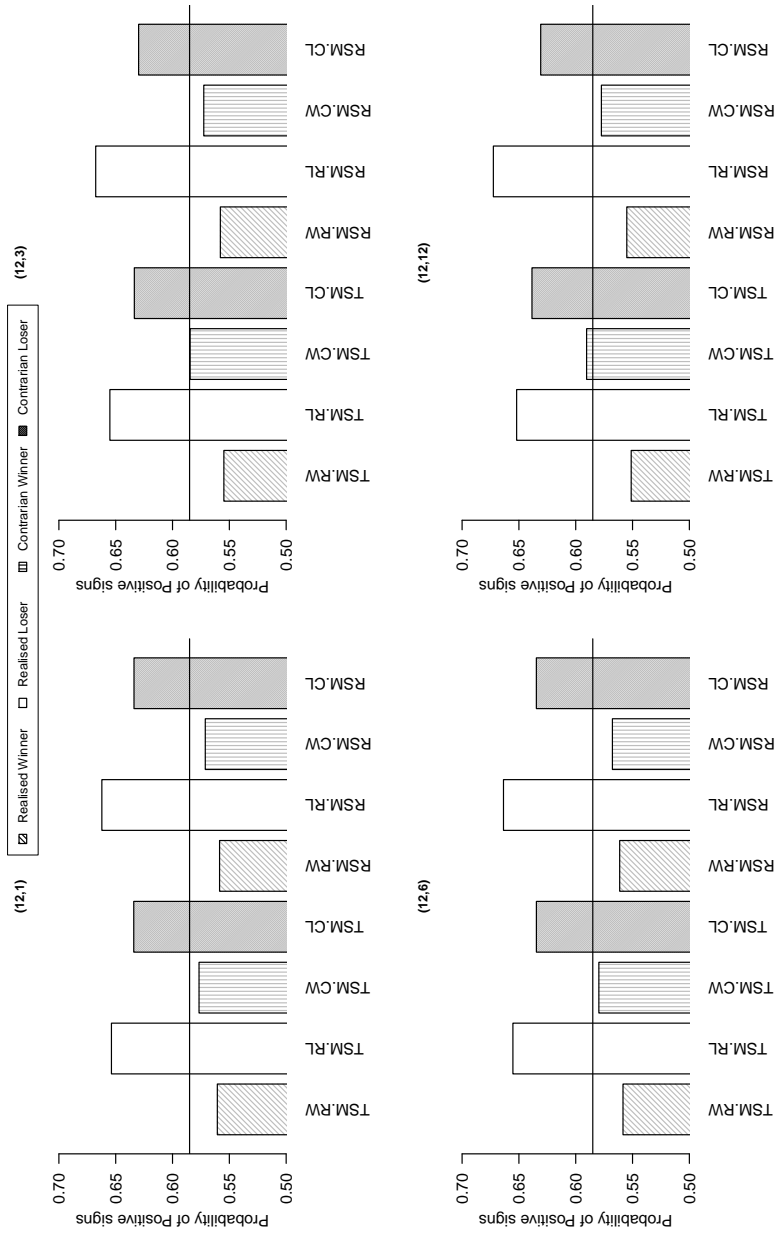 Realised Winner Realised Loser Contrarian Winner Contrarian Loser
(12,1)
Probability of Positive signs
0.70
0.65
0.60
0.55
0.50
TSM.RW TSM.RL TSM.CW TSM.CL RSM.RW RSM.RL RSM.CW RSM.CL
(12,3)
Probability of Positive signs
0.70
0.65
0.60
0.55
0.50
TSM.RW TSM.RL TSM.CW TSM.CL RSM.RW RSM.RL RSM.CW RSM.CL
(12,6)
Probability of Positive signs
0.70
0.65
0.60
0.55
0.50
TSM.RW TSM.RL TSM.CW TSM.CL RSM.RW RSM.RL RSM.CW RSM.CL
(12,12)
Probability of Positive signs
0.70
0.65
0.60
0.55
0.50
TSM.RW TSM.RL TSM.CW TSM.CL RSM.RW RSM.RL RSM.CW RSM.CL